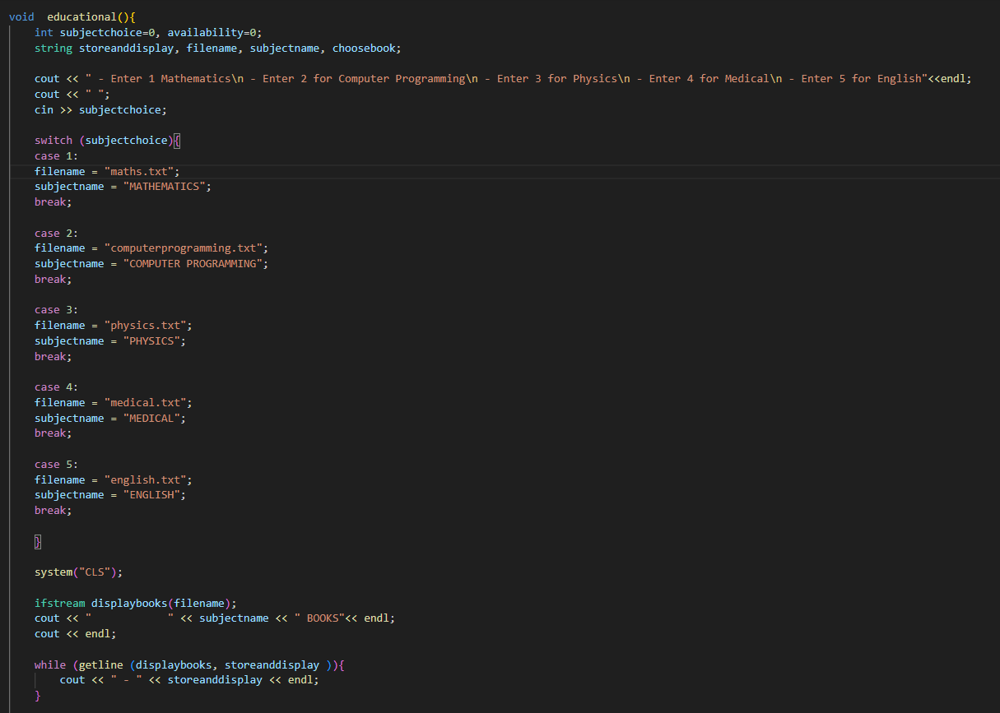 void  educational(){
    int subjectchoice=0, availability=0;
    string storeanddisplay, filename, subjectname, choosebook;

    cout << " - Enter 1 Mathematics\n - Enter 2 for Computer Programming\n - Enter 3 for Physics\n - Enter 4 for Medical\n - Enter 5 for English"<<endl;
    cout << " ";
    cin >> subjectchoice;

    switch (subjectchoice){
    case 1:
    filename = "maths.txt";
    subjectname = "MATHEMATICS";
    break;

    case 2:
    filename = "computerprogramming.txt";
    subjectname = "COMPUTER PROGRAMMING";
    break;

    case 3:
    filename = "physics.txt";
    subjectname = "PHYSICS";
    break;

    case 4:
    filename = "medical.txt";
    subjectname = "MEDICAL";
    break;

    case 5:
    filename = "english.txt";
    subjectname = "ENGLISH";
    break;

    }

    system("CLS");

    ifstream displaybooks(filename);
    cout << "            " << subjectname << " BOOKS"<< endl;
    cout << endl;

    while (getline (displaybooks, storeanddisplay )){
        cout << " - " << storeanddisplay << endl;
    }